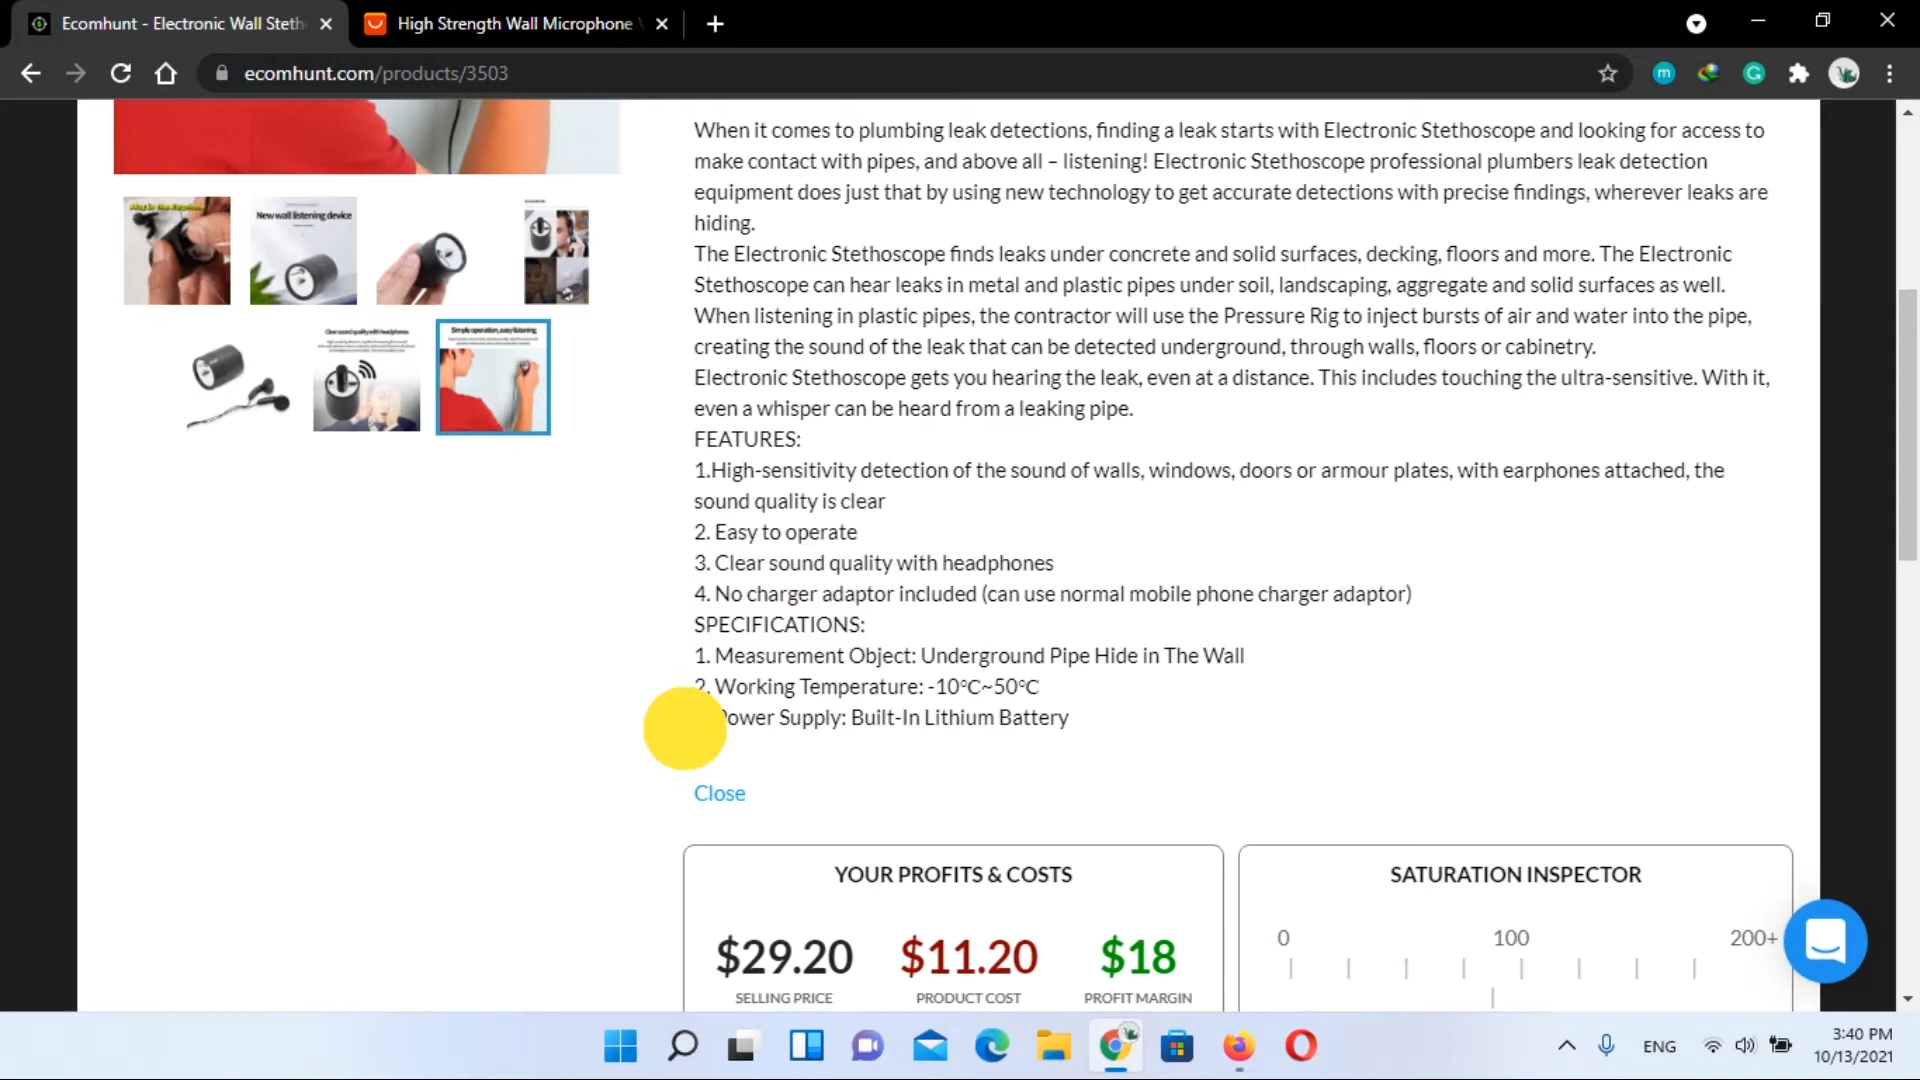 Ecomhunt - Electronic Wall Steth
High Strength Wall Microphone
ecomhunt.com/products/3503
When it comes to plumbing leak detections, finding a leak starts with Electronic Stethoscope and looking for access to
make contact with pipes, and above all – listening! Electronic Stethoscope professional plumbers leak detection
equipment does just that by using new technology to get accurate detections with precise findings, wherever leaks are
hiding.
The Electronic Stethoscope finds leaks under concrete and solid surfaces, decking, floors and more. The Electronic
Stethoscope can hear leaks in metal and plastic pipes under soil, landscaping, aggregate and solid surfaces as well.
When listening in plastic pipes, the contractor will use the Pressure Rig to inject bursts of air and water into the pipe,
creating the sound of the leak that can be detected underground, through walls, floors or cabinetry.
Electronic Stethoscope gets you hearing the leak, even at a distance. This includes touching the ultra-sensitive. With it,
even a whisper can be heard from a leaking pipe.
FEATURES:
1.High-sensitivity detection of the sound of walls, windows, doors or armour plates, with earphones attached, the
sound quality is clear
2. Easy to operate
3. Clear sound quality with headphones
4. No charger adaptor included (can use normal mobile phone charger adaptor)
SPECIFICATIONS:
1. Measurement Object: Underground Pipe Hide in The Wall
2. Working Temperature: -10°C~50°C
Power Supply: Built-In Lithium Battery
Close
New wall listening device
Clear sound quality with headphones
Simple operation, easy listening
YOUR PROFITS & COSTS
$29.20 $11.20 $18
SELLING PRICE PRODUCT COST PROFIT MARGIN
SATURATION INSPECTOR
0 100 200+
ENG
3:40 PM
10/13/2021